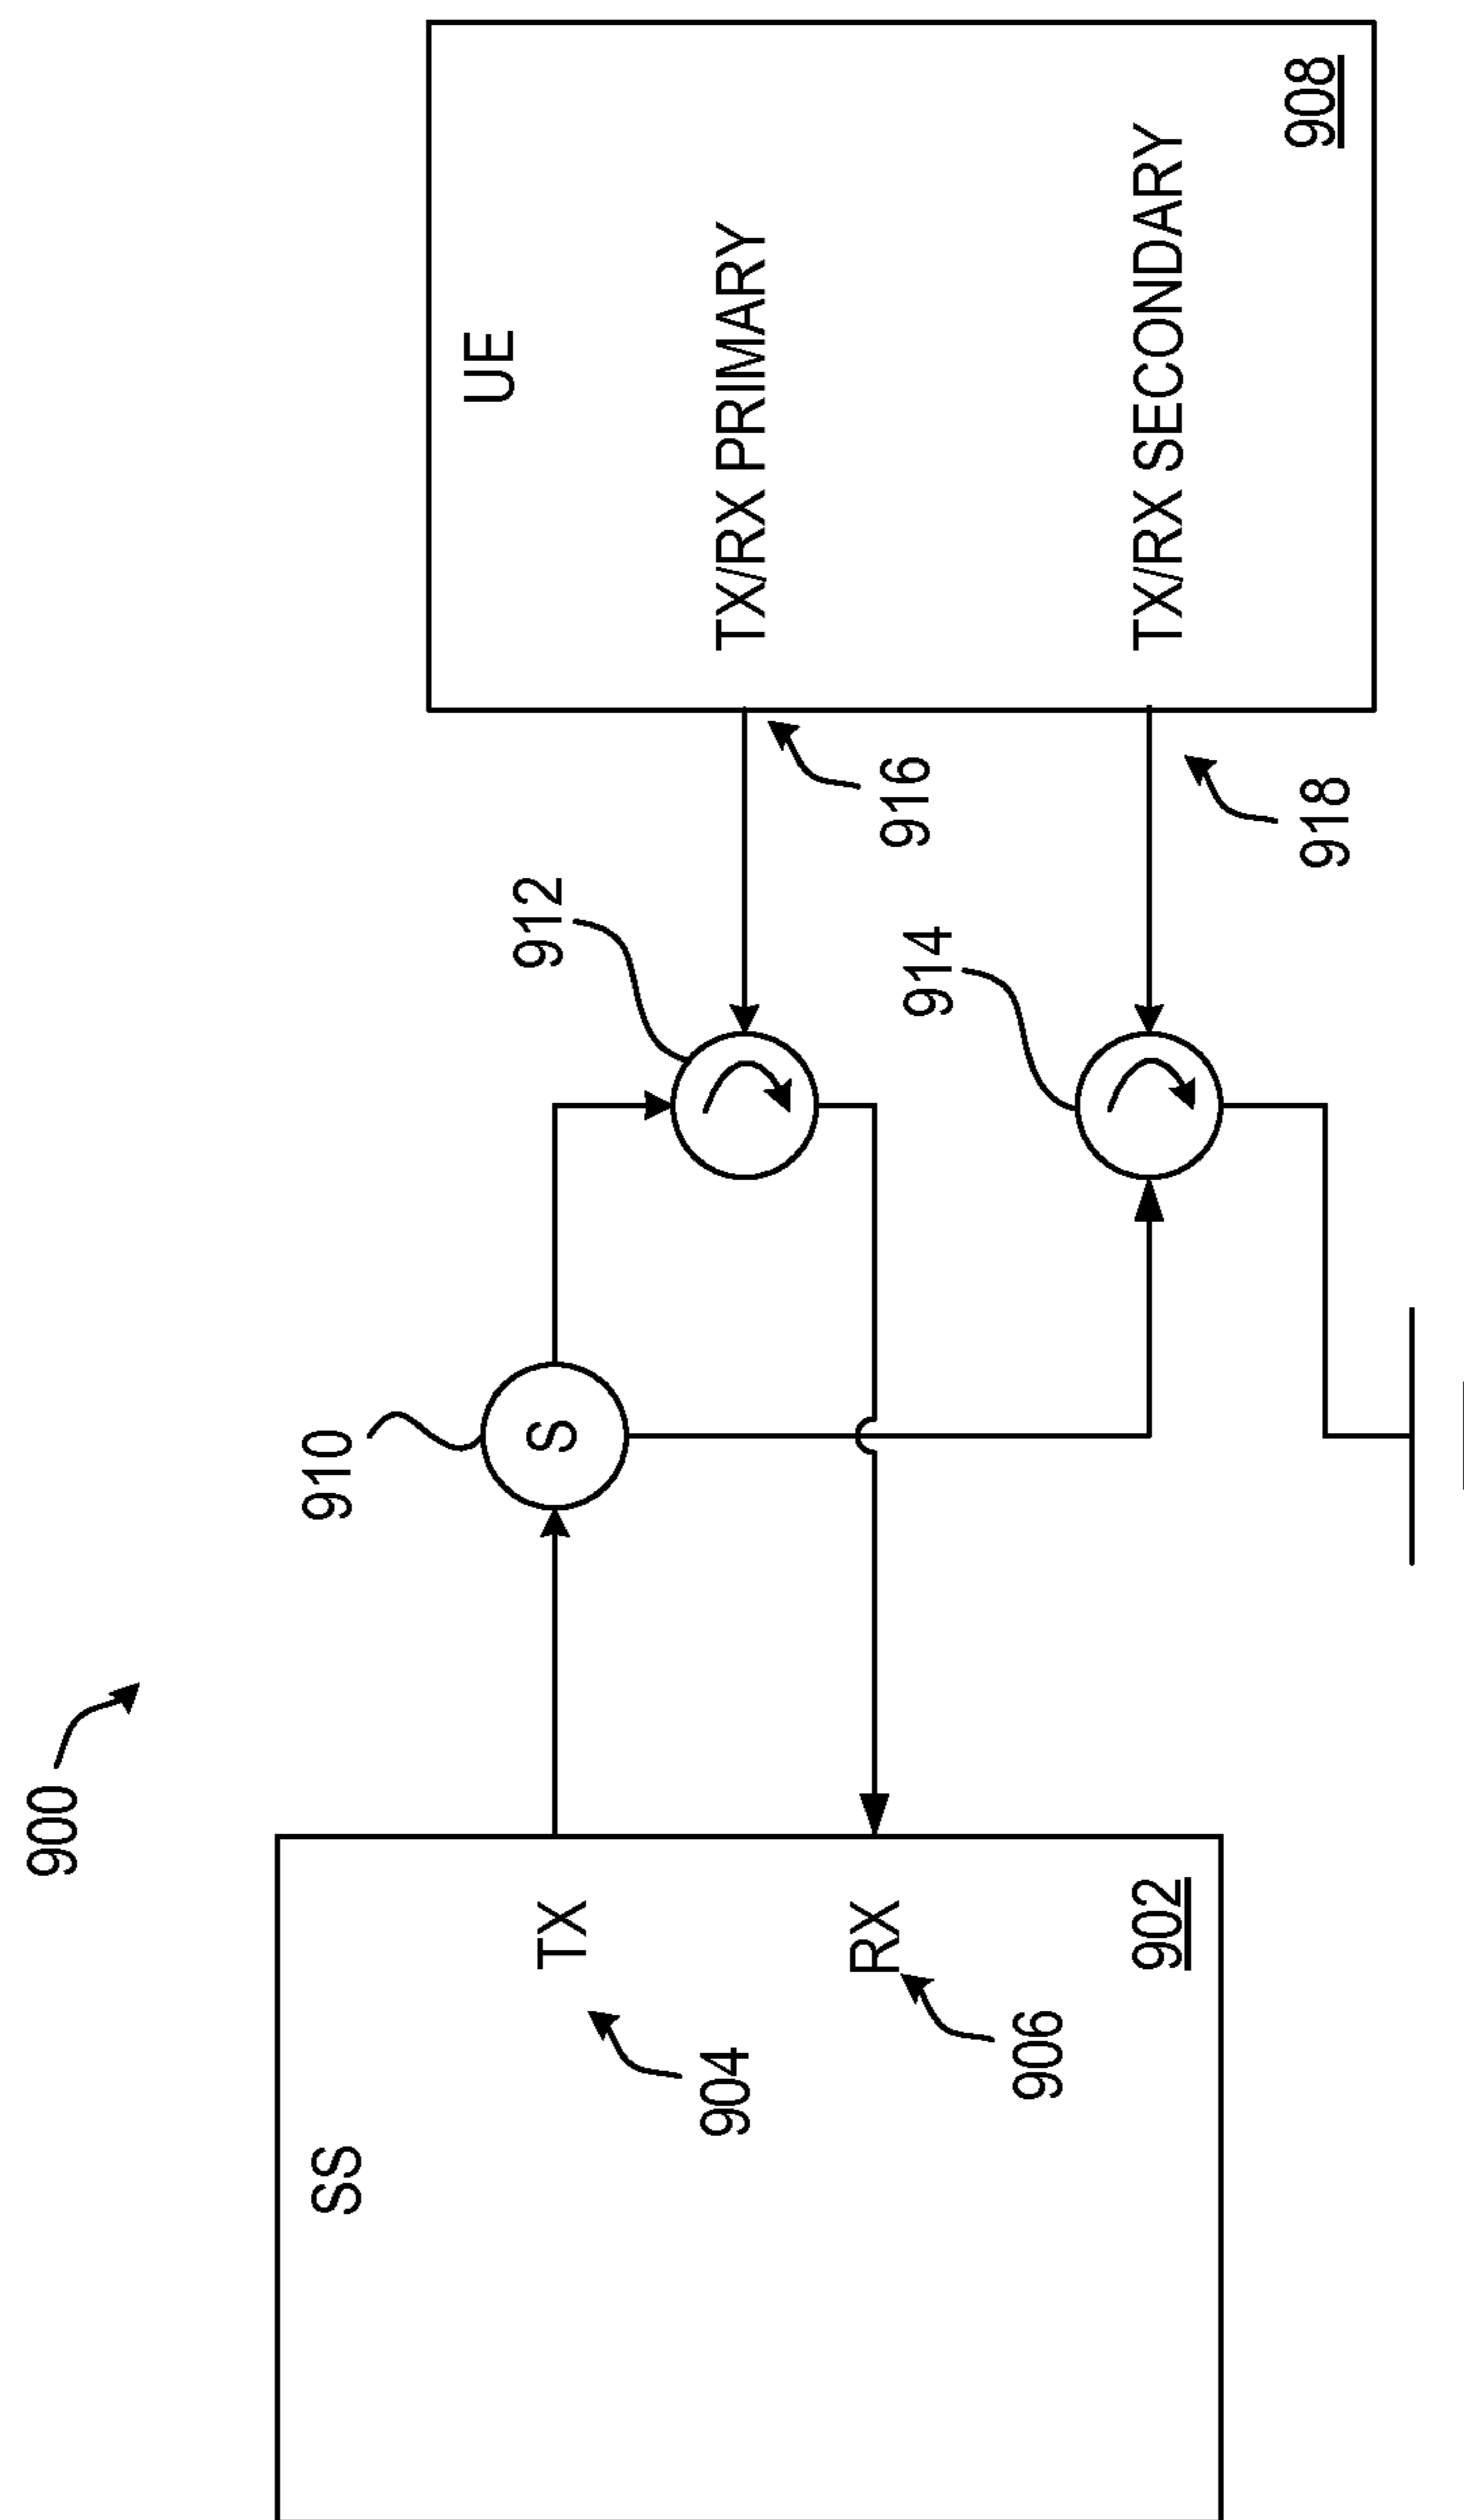 900
SS
TX
904
RX
906
902
910
S
912
914
916
918
UE
TX/RX PRIMARY
TX/RX SECONDARY
908